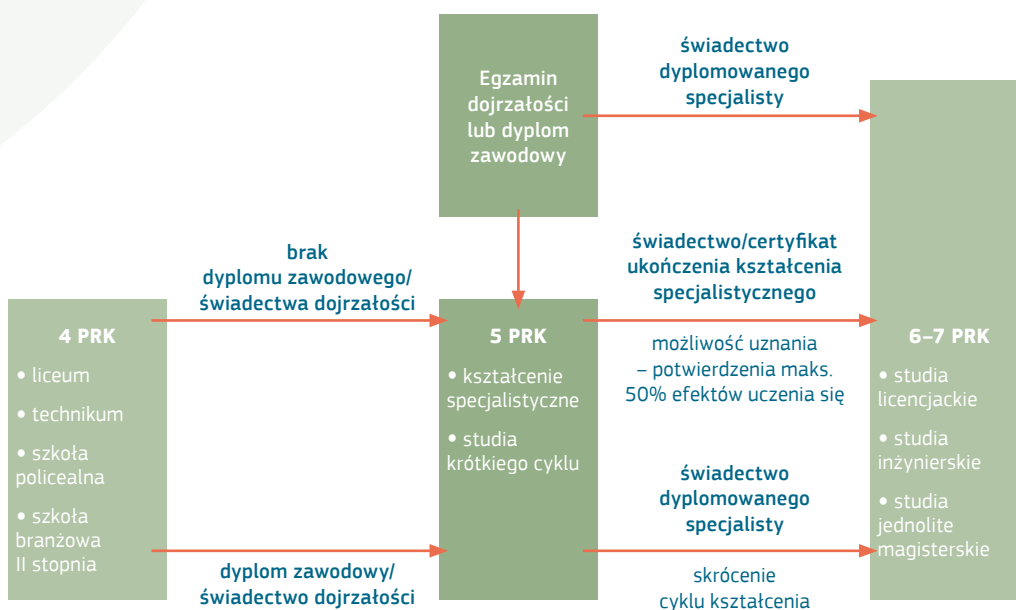 Egzamin
dojrzałości
lub dyplom
zawodowy
świadectwo
dyplomowanego
specjalisty
brak
dyplomu zawodowego/
świadectwa dojrzałości
świadectwo/certyfikat
ukończenia kształcenia
specjalistycznego
4 PRK
• liceum
• technikum
• szkoła
policealna
• szkoła
branżowa
II stopnia
5 PRK
• kształcenie
specjalistyczne
• studia
krótkiego cyklu
możliwość uznania
– potwierdzenia maks.
50% efektów uczenia się
6–7 PRK
• studia
licencjackie
• studia
inżynierskie
• studia
jednolite
magisterskie
świadectwo
dyplomowanego
specjalisty
dyplom zawodowy/
świadectwo dojrzałości
skrócenie
cyklu kształcenia